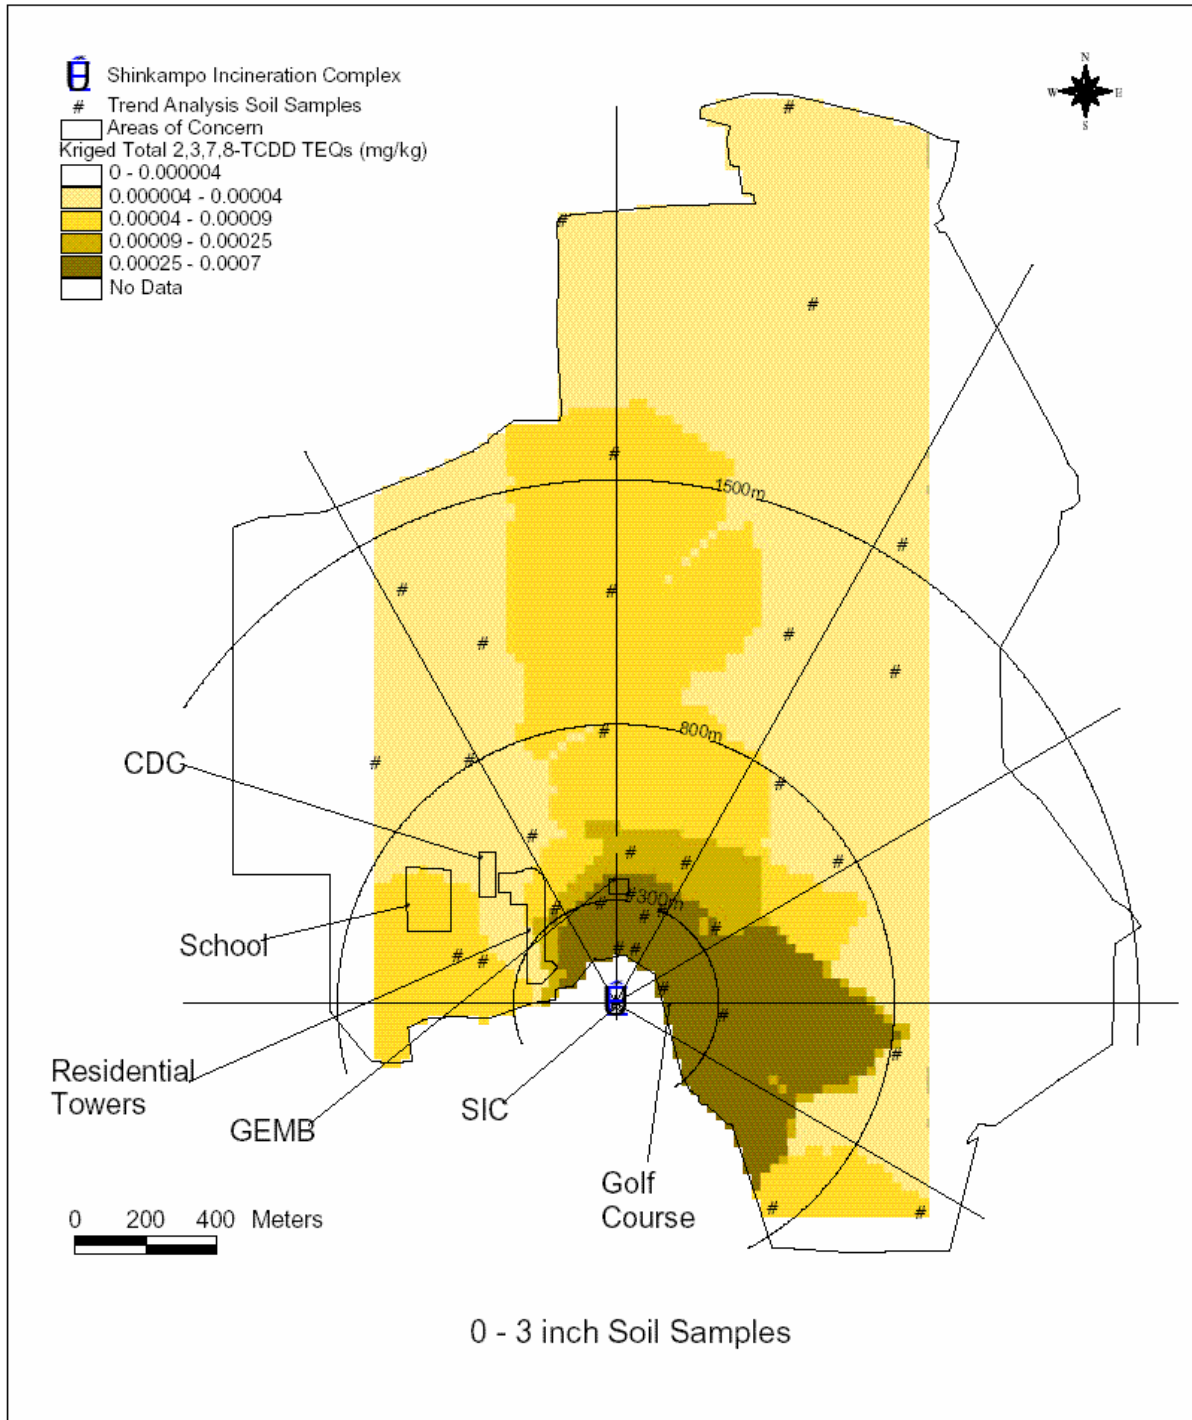 Shinkampo Incineration Complex
# Trend Analysis Soil Samples
Areas of Concern
Kriged Total 2,3,7,8-TCDD TEQs (mg/kg)
0 - 0.000004
0.000004 - 0.00004
0.00004 - 0.00009
0.00009 - 0.00025
0.00025 - 0.0007
No Data
N
W E
S
1500m
800m
300m
CDC
School
Residential
Towers
GEMB
SIC
Golf
Course
0 200 400 Meters
0 - 3 inch Soil Samples